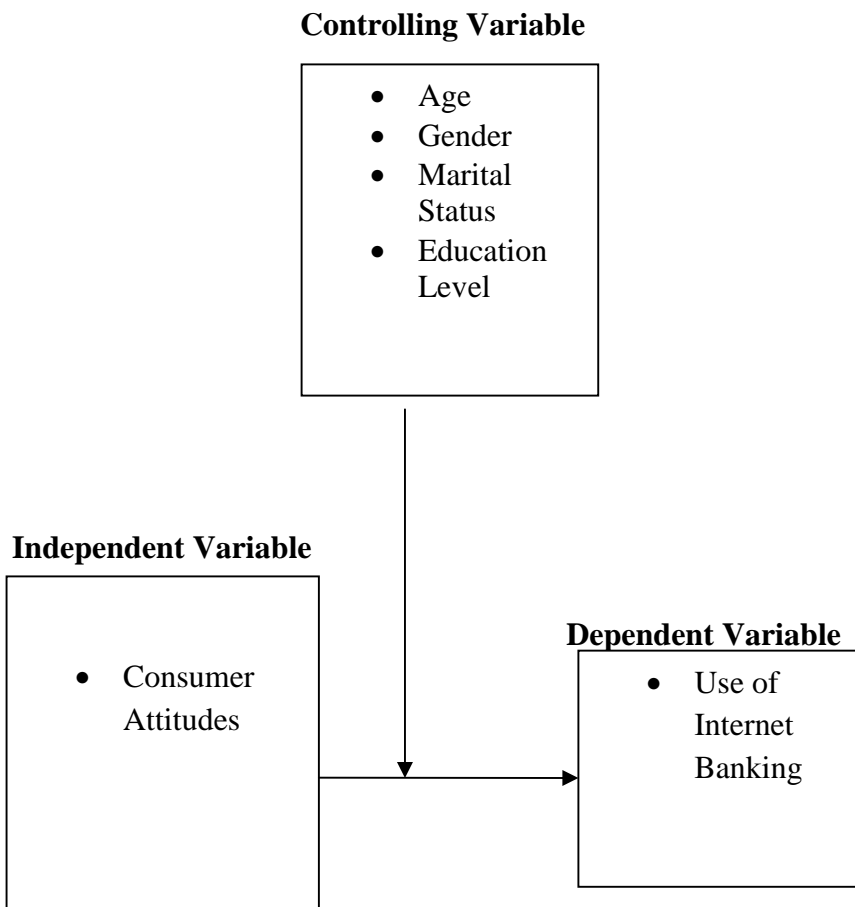 Controlling Variable
• Age
• Gender
• Marital
Status
• Education
Level
Independent Variable
• Consumer
Attitudes
Dependent Variable
• Use of
Internet
Banking